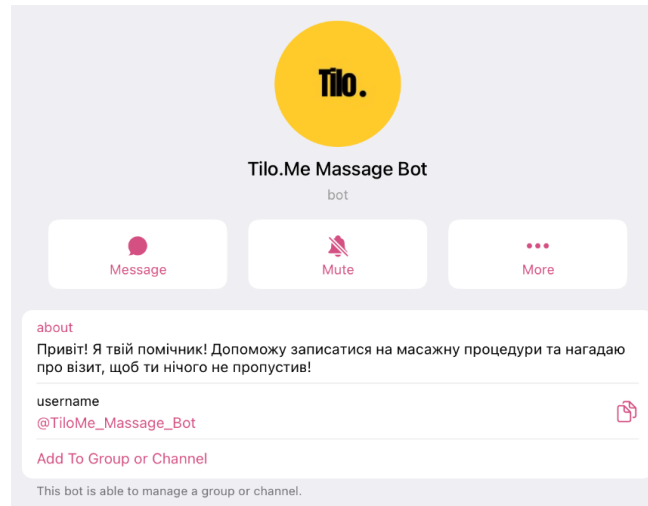 Tilo.
Tilo.Me Massage Bot
bot
Message
Mute
More
about
Привіт! Я твій помічник! Допоможу записатися на масажну процедури та нагадаю
про візит, щоб ти нічого не пропустив!
username
@TiloMe_Massage_Bot
Add To Group or Channel
This bot is able to manage a group or channel.